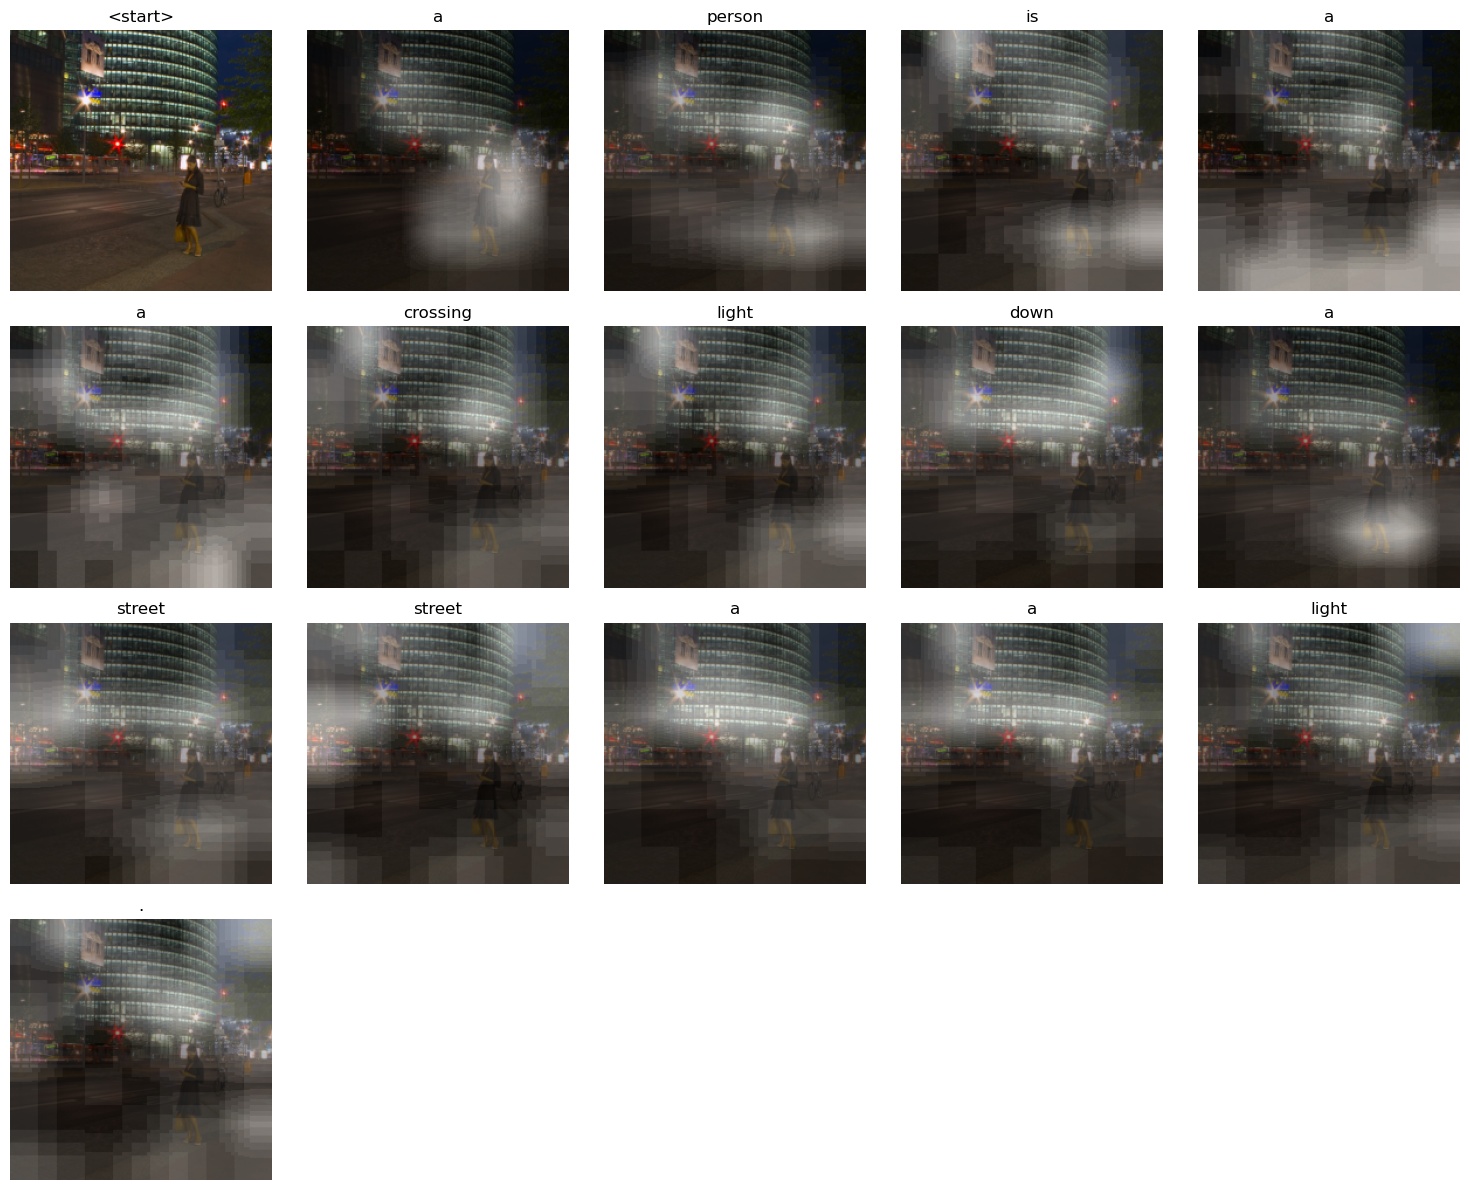 <start> a person is a
a crossing light down a
street street a a light
.